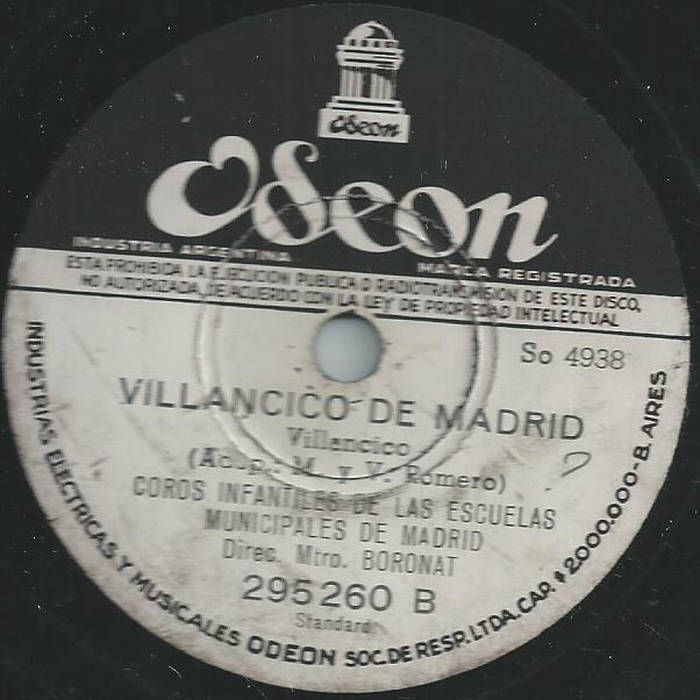 Odeon
Odeon
INDUSTRIA ARGENTINA
MARCA REGISTRADA
ESTA PROHIBIDA LA EJECUCION PUBLICA O RADIOTRANSMISION DE ESTE DISCO,
NO AUTORIZADA, DE ACUERDO CON LA LEY DE PROPIEDAD INTELECTUAL
So 4938
VILLANCICO DE MADRID
Villancico
(Adap.: M. y V. Romero)
COROS INFANTILES DE LAS ESCUELAS
MUNICIPALES DE MADRID
Direc. Mtro. BORONAT
295260 B
Standard
INDUSTRIAS ELECTRICAS Y MUSICALES ODEON SOC. DE RESP. LTDA. CAP. $ 2.000.000-B. AIRES